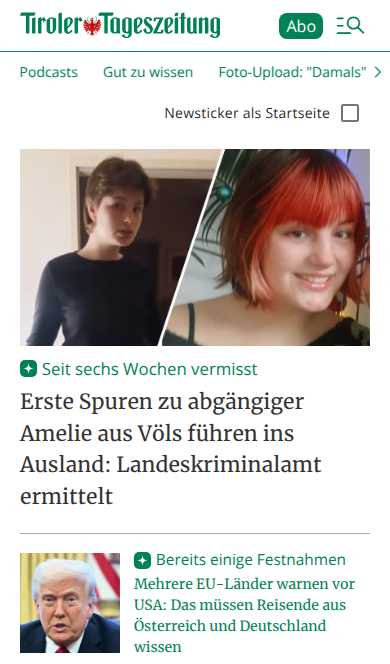 Tiroler Tageszeitung
Abo
Podcasts Gut zu wissen Foto-Upload: "Damals"
Newsticker als Startseite
Seit sechs Wochen vermisst
Erste Spuren zu abgängiger
Amelie aus Völs führen ins
Ausland: Landeskriminalamt
ermittelt
Bereits einige Festnahmen
Mehrere EU-Länder warnen vor
USA: Das müssen Reisende aus
Österreich und Deutschland
wissen